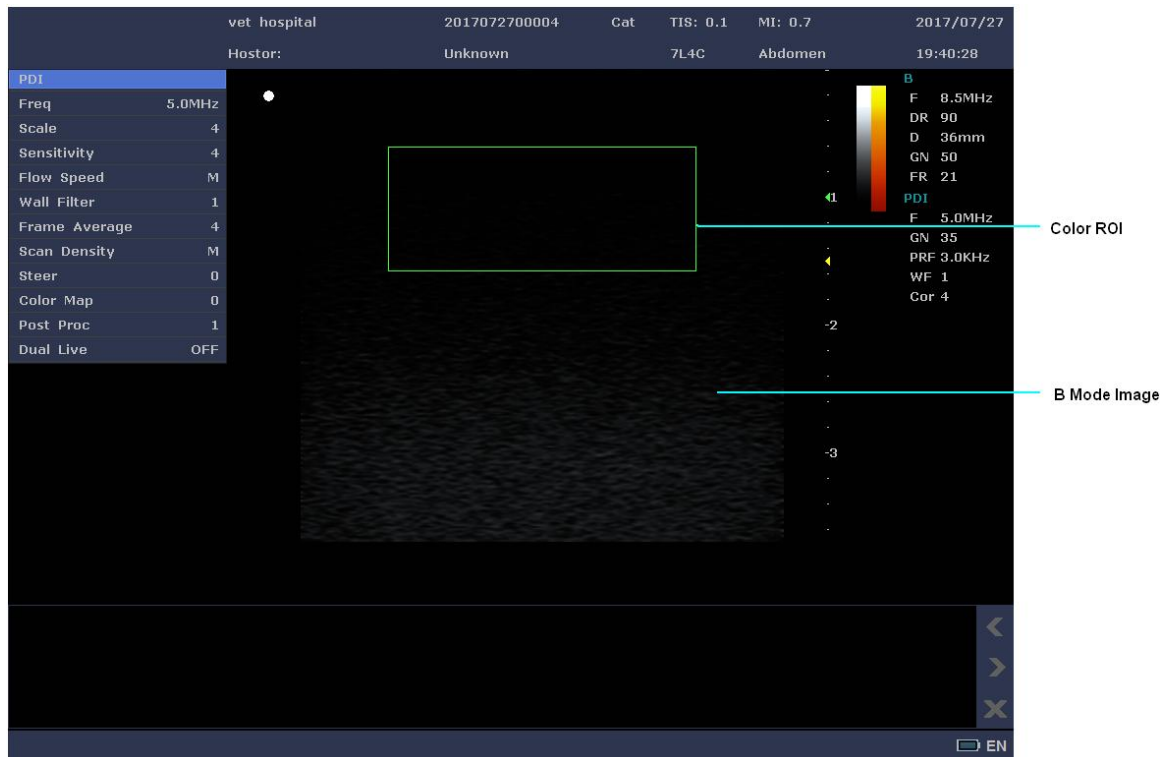 vet hospital 2017072700004 Cat TIS: 0.1 MI: 0.7 2017/07/27
Hostor: Unknown 7L4C Abdomen 19:40:28
PDI
Freq 5.0MHz
Scale 4
Sensitivity 4
Flow Speed M
Wall Filter 1
Frame Average 4
Scan Density M
Steer 0
Color Map 0
Post Proc 1
Dual Live OFF
1
-2
-3
B
F 8.5MHz
DR 90
D 36mm
GN 50
FR 21
PDI
F 5.0MHz
GN 35
PRF 3.0KHz
WF 1
Cor 4
Color ROI
B Mode Image
EN